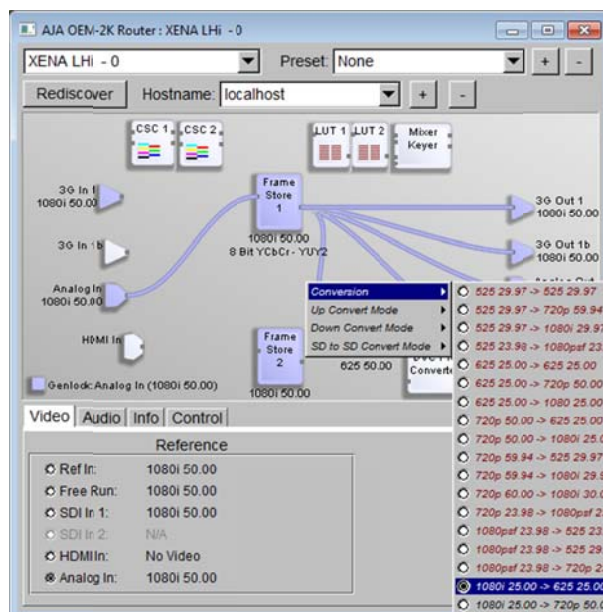 AJA OEM-2K Router : XENA LHi - 0
XENA LHi - 0
Preset: None
+
-
Rediscover
Hostname: localhost
+
-
CSC 1
CSC 2
LUT 1
LUT 2
Mixer
Keyer
3G In 1
1080i 50.00
Frame
Store
1
1080i 50.00
8 Bit YCbCr - YUY2
3G Out 1
1080i 50.00
3G In 1b
3G Out 1b
1080i 50.00
Analog In
1080i 50.00
Analog Out
HDMI In
Frame
Store
2
1080i 50.00
625 50.00
Converte
Genlock: Analog In (1080i 50.00)
Conversion
Up Convert Mode
Down Convert Mode
SD to SD Convert Mode
525 29.97 -> 525 29.97
525 29.97 -> 720p 59.94
525 29.97 -> 1080i 29.97
525 23.98 -> 1080psf 23
625 25.00 -> 625 25.00
625 25.00 -> 720p 50.00
625 25.00 -> 1080i 25.00
720p 50.00 -> 625 25.00
720p 50.00 -> 1080i 25.0
720p 59.94 -> 525 29.97
720p 59.94 -> 1080i 29.9
720p 60.00 -> 1080i 30.0
720p 23.98 -> 1080psf 2
1080psf 23.98 -> 525 23.
1080psf 23.98 -> 525 29.
1080psf 23.98 -> 720p 2
1080i 25.00 -> 625 25.00
1080i 25.00 -> 720p 50.0
Video
Audio
Info
Control
Reference
Ref In: 1080i 50.00
Free Run: 1080i 50.00
SDI In 1: 1080i 50.00
SDI In 2: N/A
HDMI In: No Video
Analog In: 1080i 50.00